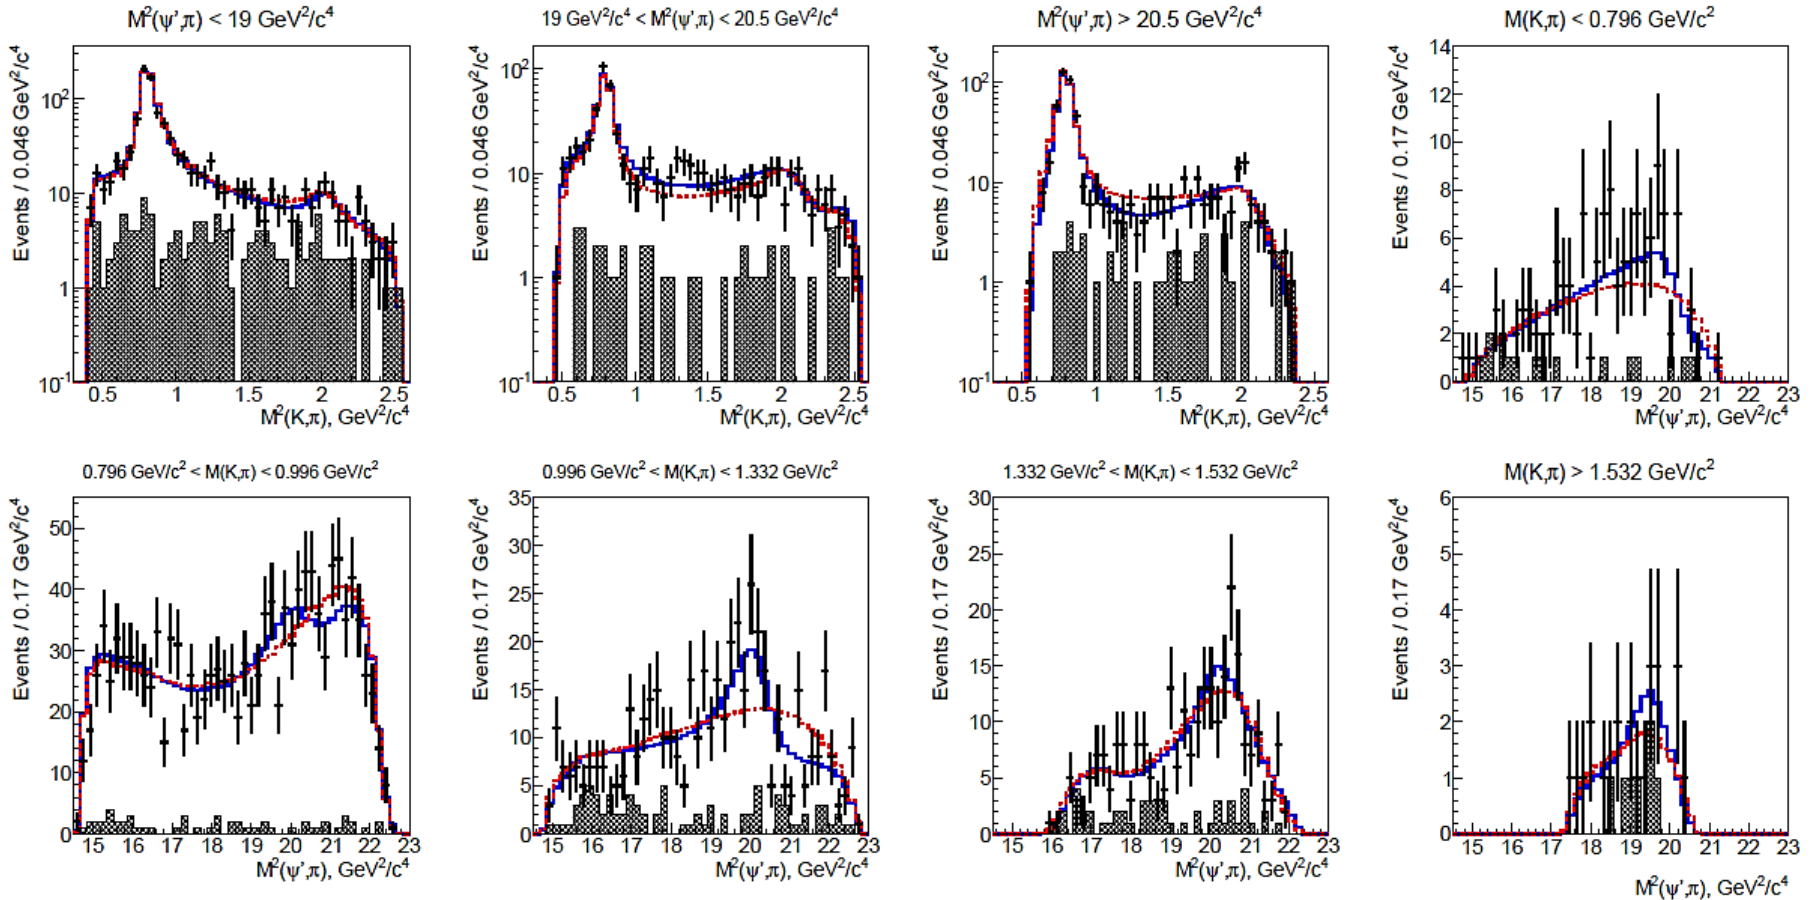 M²(ψ',π) < 19 GeV²/c⁴
Events / 0.046 GeV²/c⁴
10²
10
1
10⁻¹
0.5 1 1.5 2 2.5
M²(K,π), GeV²/c⁴
19 GeV²/c⁴ < M²(ψ',π) < 20.5 GeV²/c⁴
Events / 0.046 GeV²/c⁴
10²
10
1
10⁻¹
0.5 1 1.5 2 2.5
M²(K,π), GeV²/c⁴
M²(ψ',π) > 20.5 GeV²/c⁴
Events / 0.046 GeV²/c⁴
10²
10
1
10⁻¹
0.5 1 1.5 2 2.5
M²(K,π), GeV²/c⁴
M(K,π) < 0.796 GeV/c²
Events / 0.17 GeV²/c⁴
14
12
10
8
6
4
2
0
15 16 17 18 19 20 21 22 23
M²(ψ',π), GeV²/c⁴
0.796 GeV/c² < M(K,π) < 0.996 GeV/c²
Events / 0.17 GeV²/c⁴
50
40
30
20
10
0
15 16 17 18 19 20 21 22 23
M²(ψ',π), GeV²/c⁴
0.996 GeV/c² < M(K,π) < 1.332 GeV/c²
Events / 0.17 GeV²/c⁴
35
30
25
20
15
10
5
0
15 16 17 18 19 20 21 22 23
M²(ψ',π), GeV²/c⁴
1.332 GeV/c² < M(K,π) < 1.532 GeV/c²
Events / 0.17 GeV²/c⁴
30
25
20
15
10
5
0
15 16 17 18 19 20 21 22 23
M²(ψ',π), GeV²/c⁴
M(K,π) > 1.532 GeV/c²
Events / 0.17 GeV²/c⁴
6
5
4
3
2
1
0
15 16 17 18 19 20 21 22 23
M²(ψ',π), GeV²/c⁴